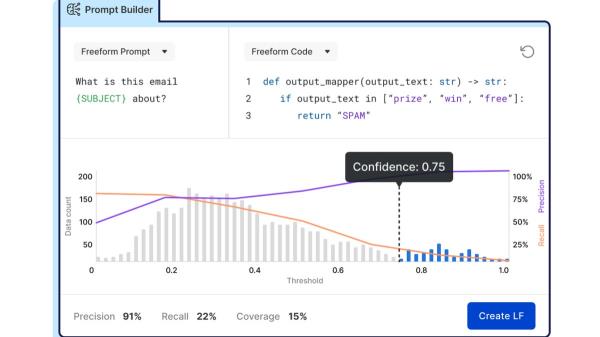 Prompt Builder
Freeform Prompt
Freeform Code
What is this email
{SUBJECT} about?
1 def output_mapper(output_text: str) -> str:
2 if output_text in [“prize”, “win”, “free”]:
3 return “SPAM”
Confidence: 0.75
200
150
100
50
Data count
100%
75%
50%
25%
Precision
Recall
0 0.2 0.4 0.6 0.8 1.0
Threshold
Precision 91% Recall 22% Coverage 15%
Create LF